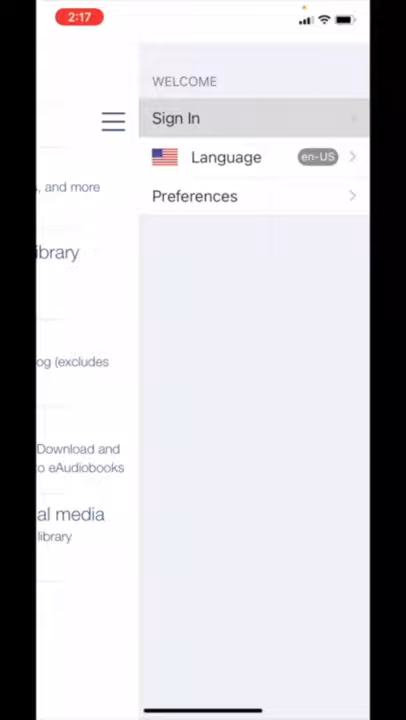 2:17
WELCOME
Sign In
Language en-US
Preferences
, and more
ibrary
og (excludes
Download and
o eAudiobooks
al media
library